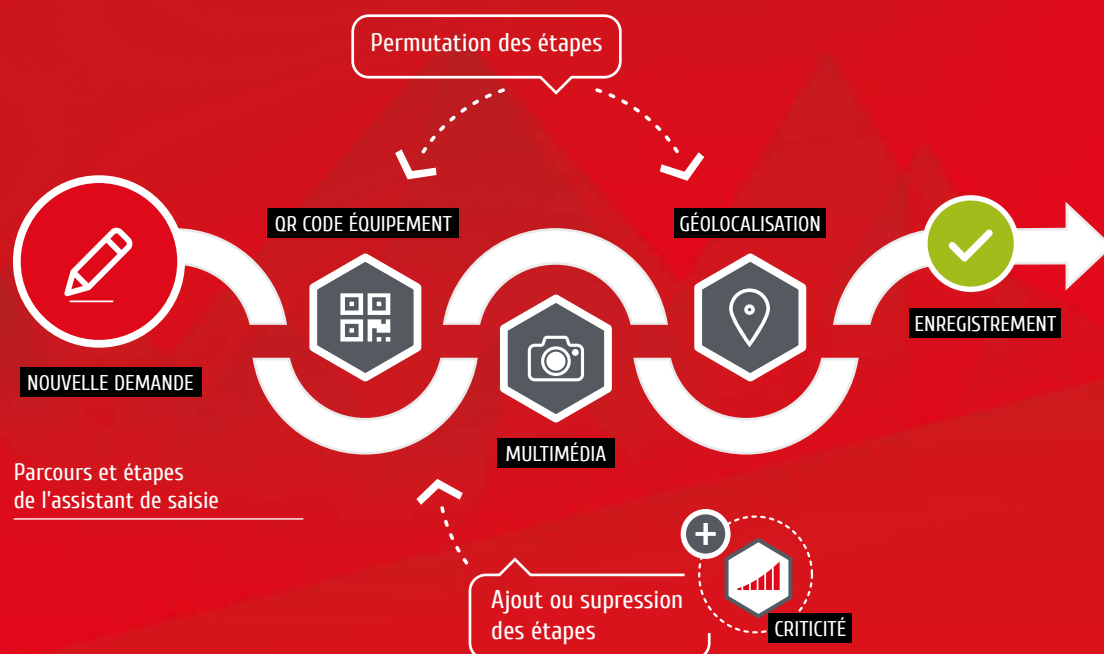 Permutation des étapes
QR CODE ÉQUIPEMENT
GÉOLOCALISATION
ENREGISTREMENT
NOUVELLE DEMANDE
MULTIMÉDIA
Parcours et étapes
de l'assistant de saisie
Ajout ou supression
des étapes
CRITICITÉ